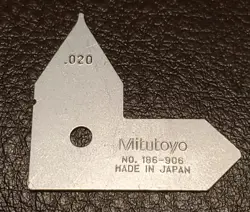 .020
Mitutoyo
NO. 186-906
MADE IN JAPAN